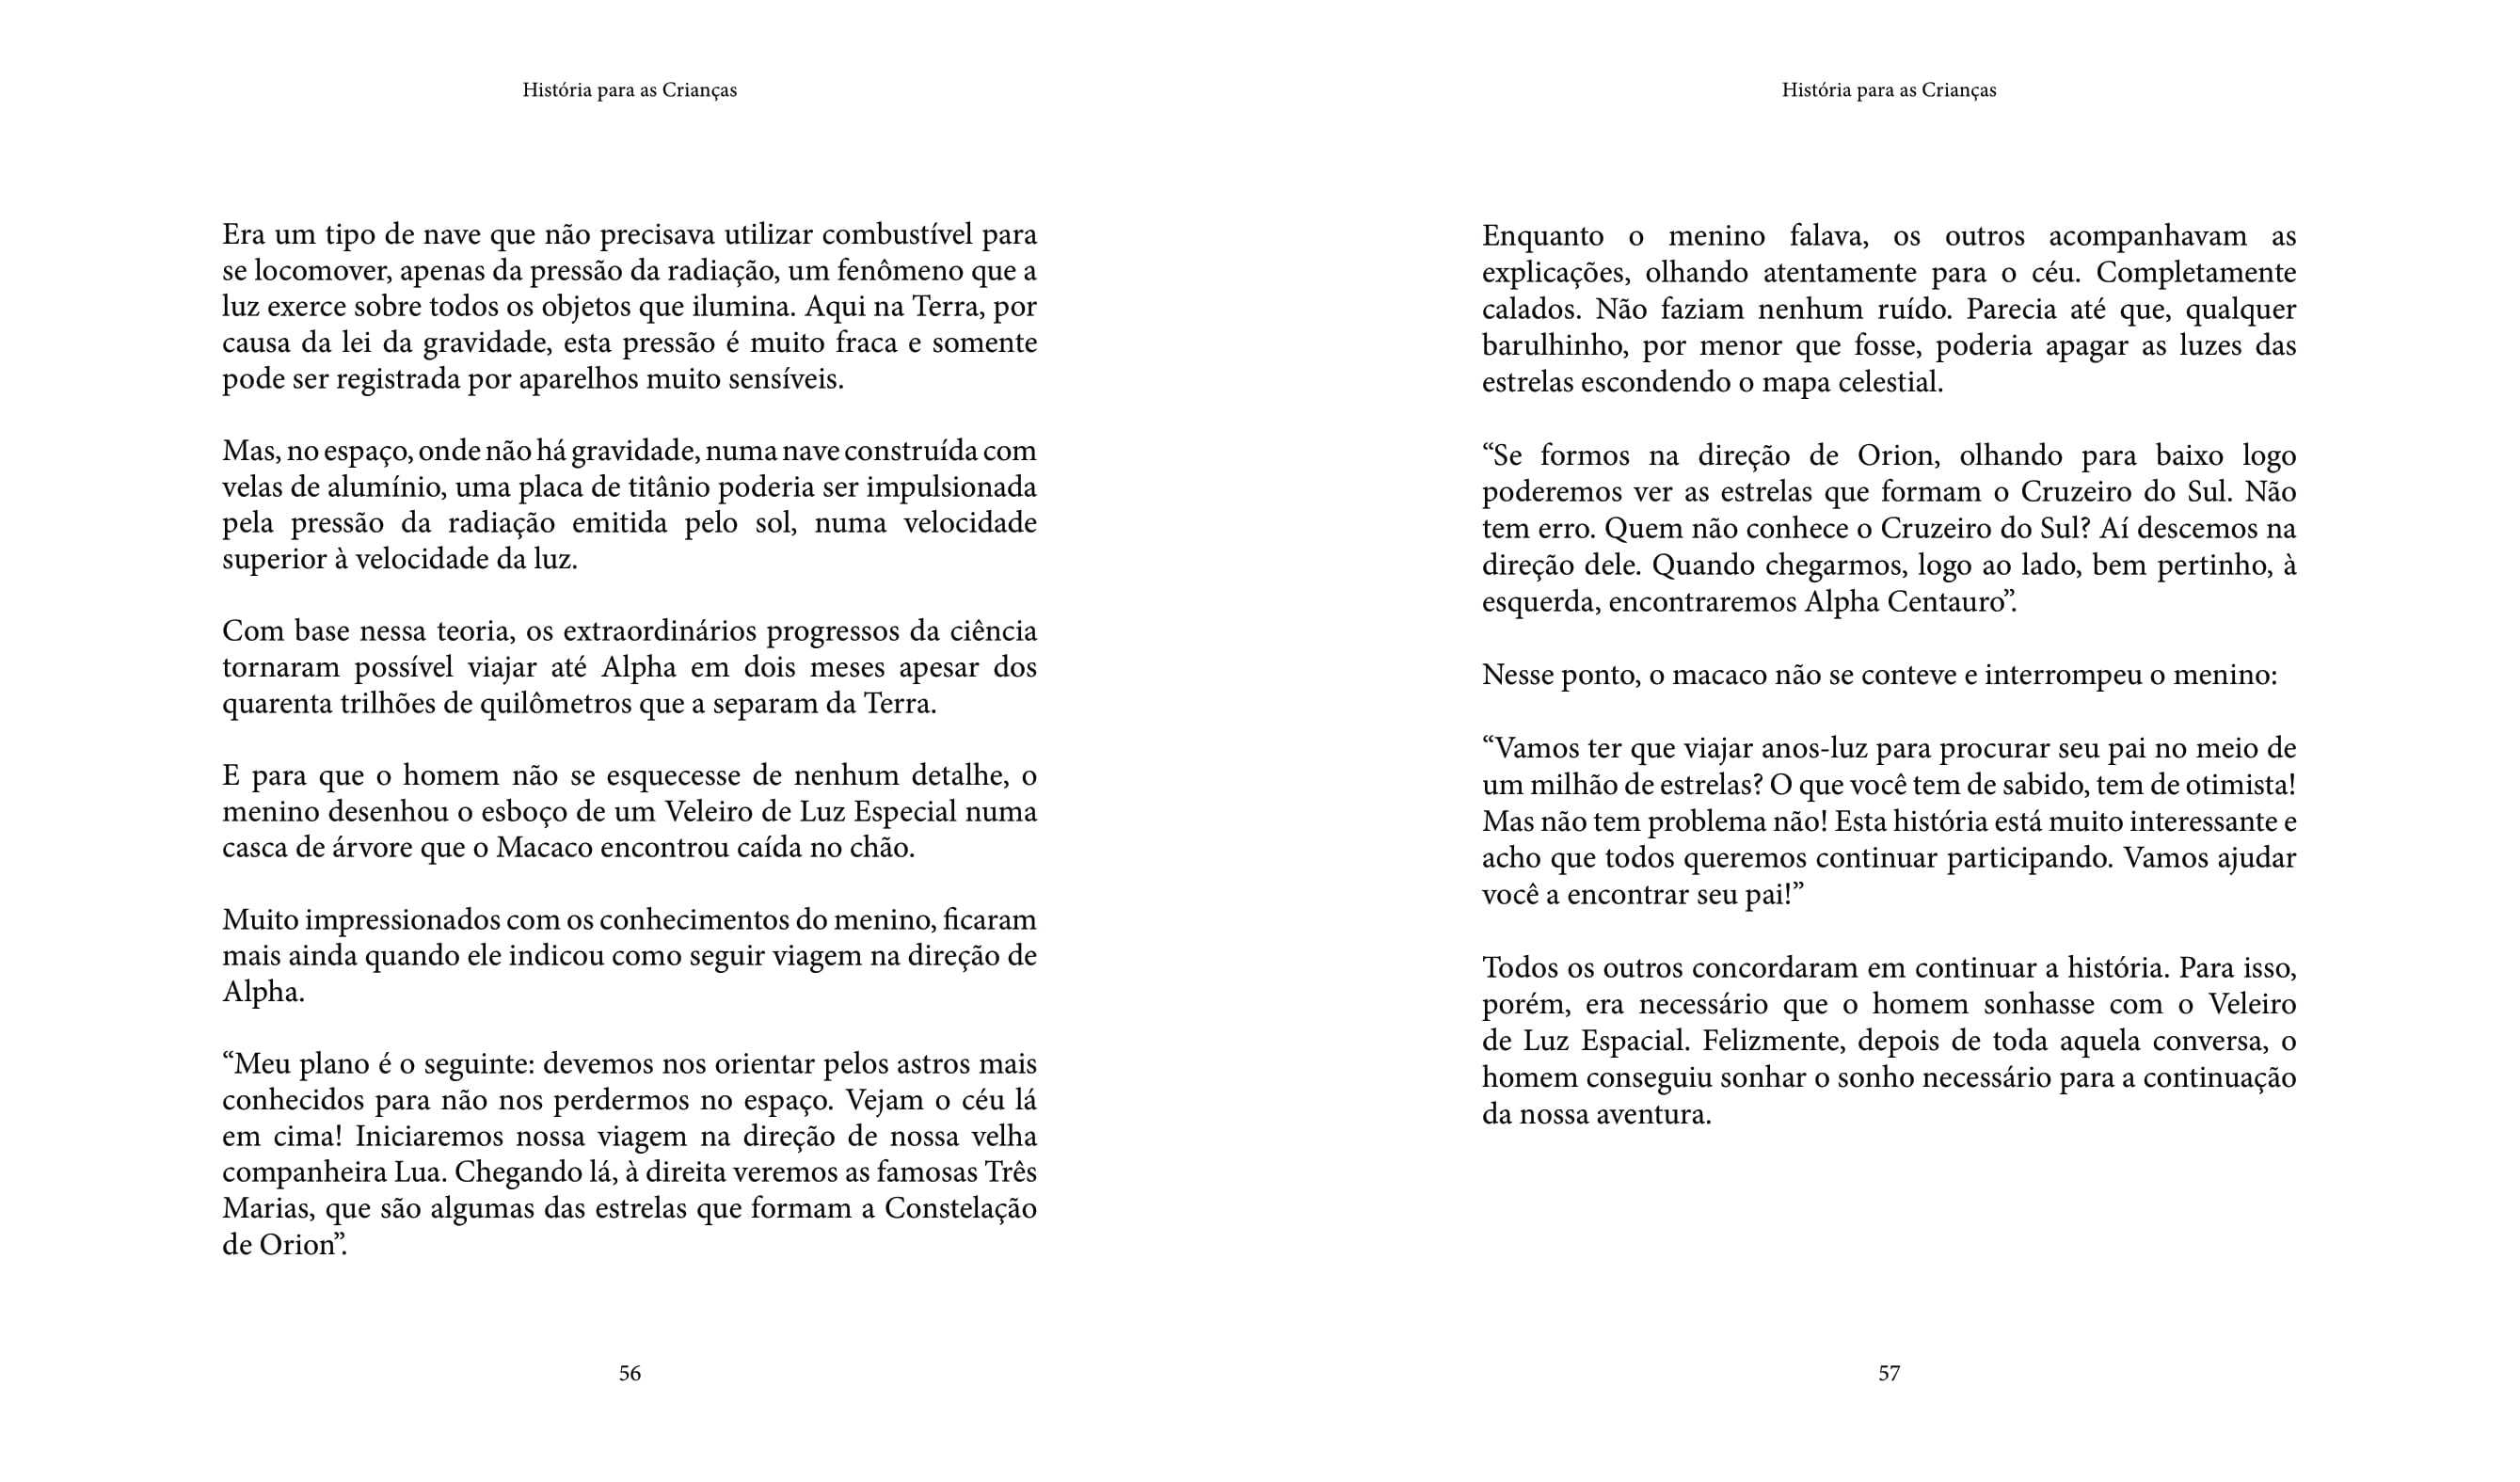 História para as Crianças
Era um tipo de nave que não precisava utilizar combustível para
se locomover, apenas da pressão da radiação, um fenômeno que a
luz exerce sobre todos os objetos que ilumina. Aqui na Terra, por
causa da lei da gravidade, esta pressão é muito fraca e somente
pode ser registrada por aparelhos muito sensíveis.
Mas, no espaço, onde não há gravidade, numa nave construída com
velas de alumínio, uma placa de titânio poderia ser impulsionada
pela pressão da radiação emitida pelo sol, numa velocidade
superior à velocidade da luz.
Com base nessa teoria, os extraordinários progressos da ciência
tornaram possível viajar até Alpha em dois meses apesar dos
quarenta trilhões de quilômetros que a separam da Terra.
E para que o homem não se esquecesse de nenhum detalhe, o
menino desenhou o esboço de um Veleiro de Luz Especial numa
casca de árvore que o Macaco encontrou caída no chão.
Muito impressionados com os conhecimentos do menino, ficaram
mais ainda quando ele indicou como seguir viagem na direção de
Alpha.
“Meu plano é o seguinte: devemos nos orientar pelos astros mais
conhecidos para não nos perdermos no espaço. Vejam o céu lá
em cima! Iniciaremos nossa viagem na direção de nossa velha
companheira Lua. Chegando lá, à direita veremos as famosas Três
Marias, que são algumas das estrelas que formam a Constelação
de Orion”.
56
História para as Crianças
Enquanto o menino falava, os outros acompanhavam as
explicações, olhando atentamente para o céu. Completamente
calados. Não faziam nenhum ruído. Parecia até que, qualquer
barulhinho, por menor que fosse, poderia apagar as luzes das
estrelas escondendo o mapa celestial.
“Se formos na direção de Orion, olhando para baixo logo
poderemos ver as estrelas que formam o Cruzeiro do Sul. Não
tem erro. Quem não conhece o Cruzeiro do Sul? Aí descemos na
direção dele. Quando chegarmos, logo ao lado, bem pertinho, à
esquerda, encontraremos Alpha Centauro”.
Nesse ponto, o macaco não se conteve e interrompeu o menino:
“Vamos ter que viajar anos-luz para procurar seu pai no meio de
um milhão de estrelas? O que você tem de sabido, tem de otimista!
Mas não tem problema não! Esta história está muito interessante e
acho que todos queremos continuar participando. Vamos ajudar
você a encontrar seu pai!”
Todos os outros concordaram em continuar a história. Para isso,
porém, era necessário que o homem sonhasse com o Veleiro
de Luz Espacial. Felizmente, depois de toda aquela conversa, o
homem conseguiu sonhar o sonho necessário para a continuação
da nossa aventura.
57